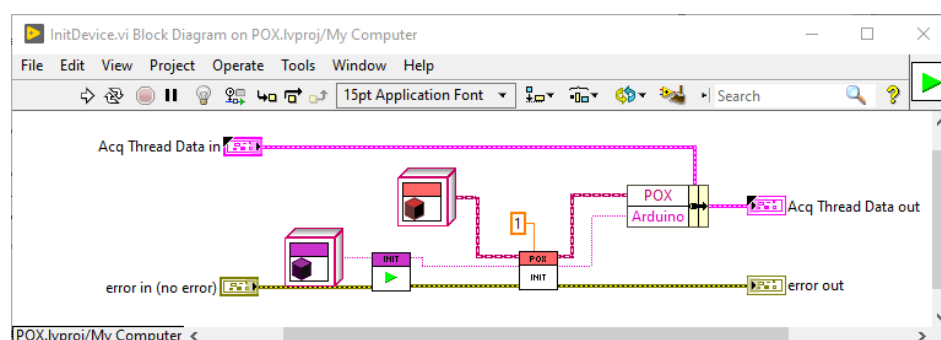 InitDevice.vi Block Diagram on POX.lvproj/My Computer
File Edit View Project Operate Tools Window Help
15pt Application Font
Search
Acq Thread Data in
POX
Arduino
Acq Thread Data out
1
INIT
POX
INIT
error in (no error)
error out
POX.lvproj/My Computer